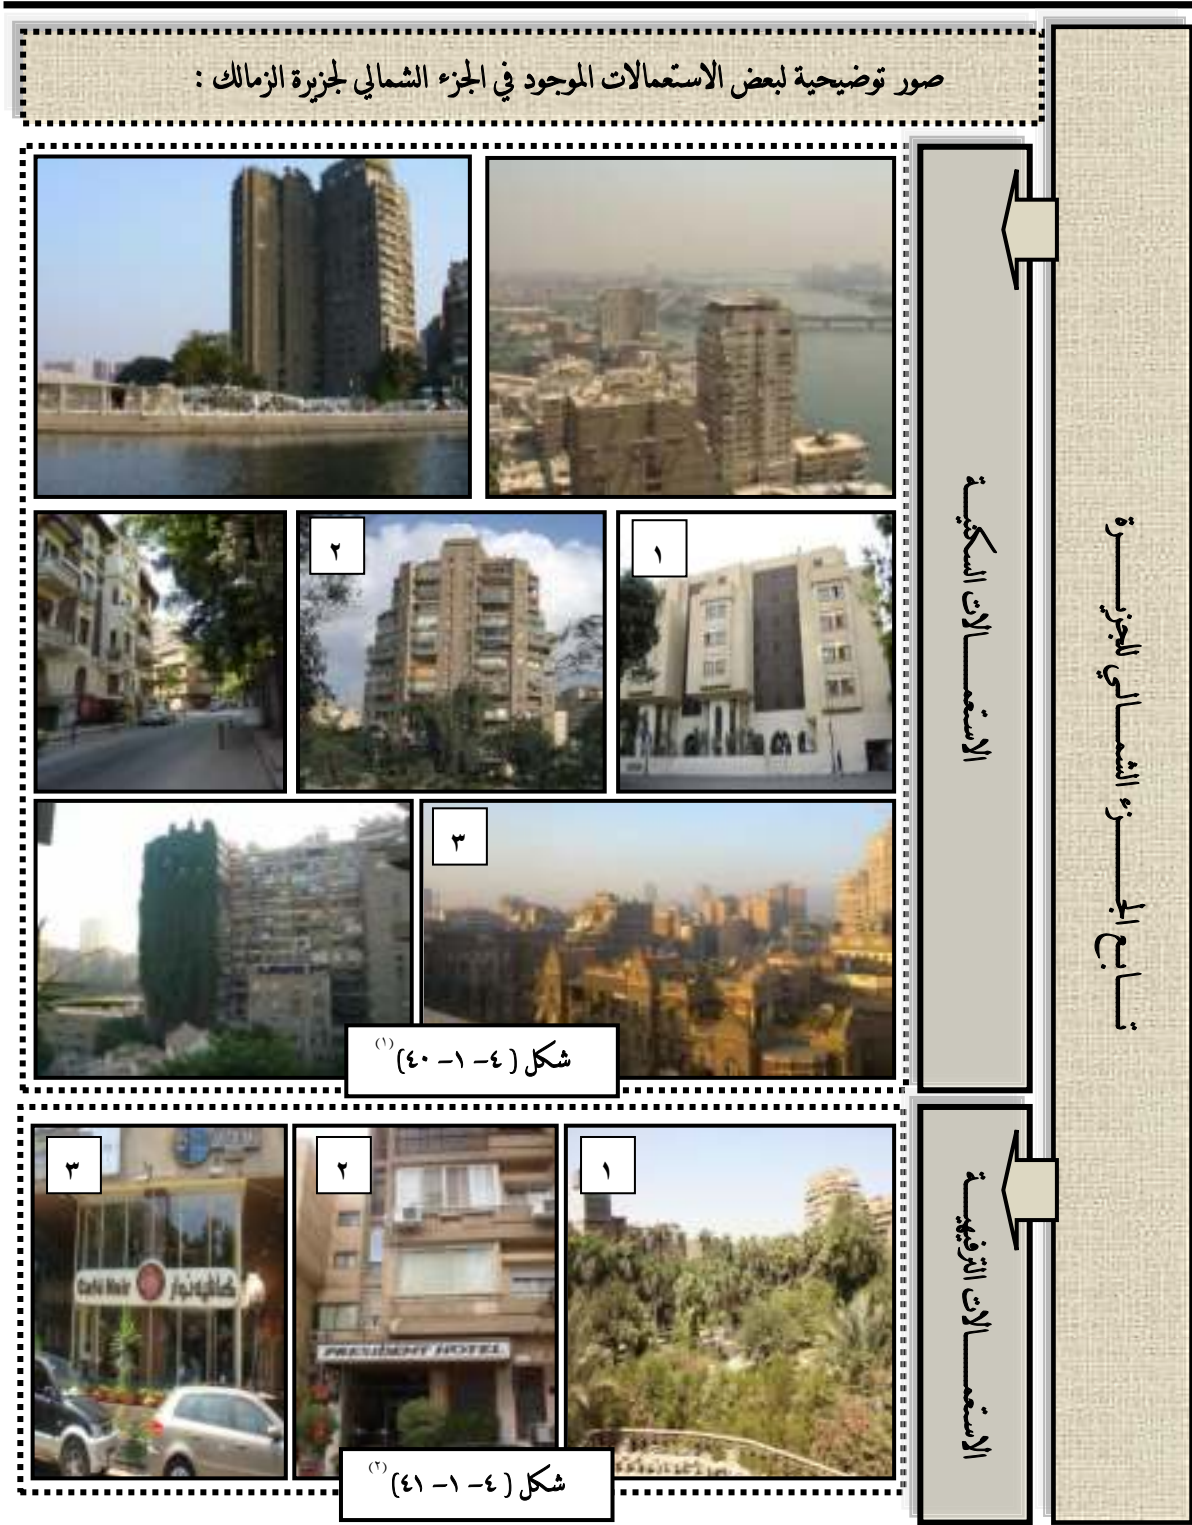 صور توضيحية لبعض الاستعمالات الموجود في الجزء الشمالي لجزيرة الزمالك :
تابع الجزء الشمالي للجزيرة
الاستعمالات السكنية
١
٢
٣
شكل ( ٤- ١- ٤٠) (١)
الاستعمالات الترفيهية
١
٢
PRESIDENT HOTEL
٣
Café Noir كافيه نوار
شكل ( ٤- ١- ٤١) (٢)